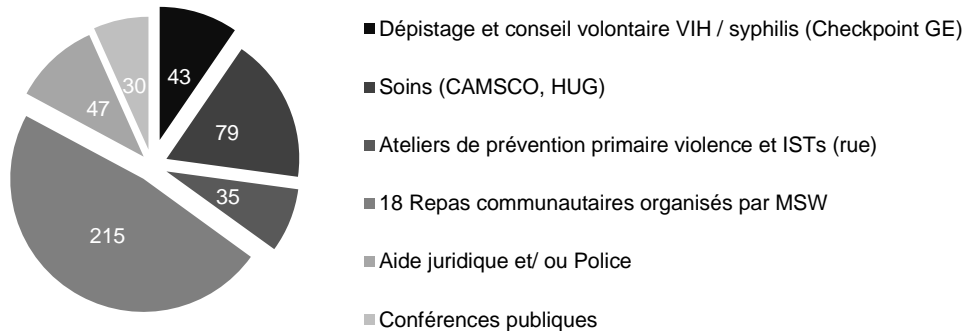 43
79
35
215
47
30
Dépistage et conseil volontaire VIH / syphilis (Checkpoint GE)
Soins (CAMSCO, HUG)
Ateliers de prévention primaire violence et ISTs (rue)
18 Repas communautaires organisés par MSW
Aide juridique et/ ou Police
Conférences publiques